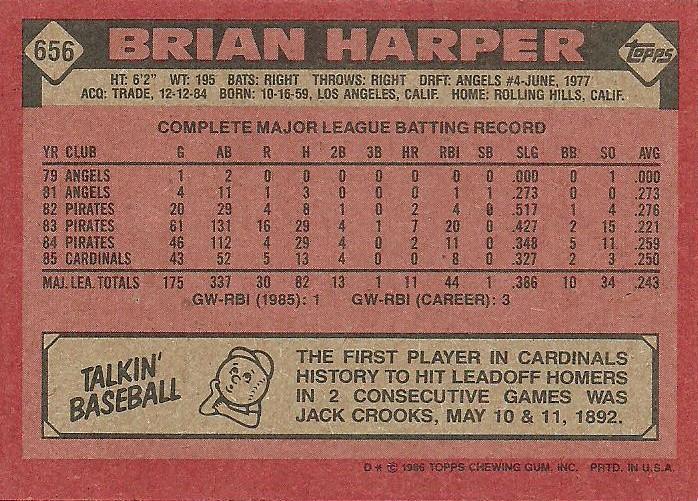 656 BRIAN HARPER topps
HT: 6'2" WT: 195 BATS: RIGHT THROWS: RIGHT DRFT: ANGELS #4-JUNE, 1977
ACQ: TRADE, 12-12-84 BORN: 10-16-59, LOS ANGELES, CALIF. HOME: ROLLING HILLS, CALIF.
COMPLETE MAJOR LEAGUE BATTING RECORD
YR CLUB G AB R H 2B 3B HR RBI SB SLG BB SO AVG
79 ANGELS 1 2 0 0 0 0 0 0 0 .000 0 1 .000
81 ANGELS 4 11 1 3 0 0 0 1 1 .273 0 0 .273
82 PIRATES 20 29 4 8 1 0 2 4 0 .517 1 4 .276
83 PIRATES 61 131 16 29 4 1 7 20 0 .427 2 15 .221
84 PIRATES 46 112 4 29 4 0 2 11 0 .348 5 11 .259
85 CARDINALS 43 52 5 13 4 0 0 8 0 .327 2 3 .250
MAJ. LEA. TOTALS 175 337 30 82 13 1 11 44 1 .386 10 34 .243
GW-RBI (1985): 1 GW-RBI (CAREER): 3
TALKIN' BASEBALL
THE FIRST PLAYER IN CARDINALS
HISTORY TO HIT LEADOFF HOMERS
IN 2 CONSECUTIVE GAMES WAS
JACK CROOKS, MAY 10 & 11, 1892.
D * © 1986 TOPPS CHEWING GUM, INC. PRTD. IN U.S.A.